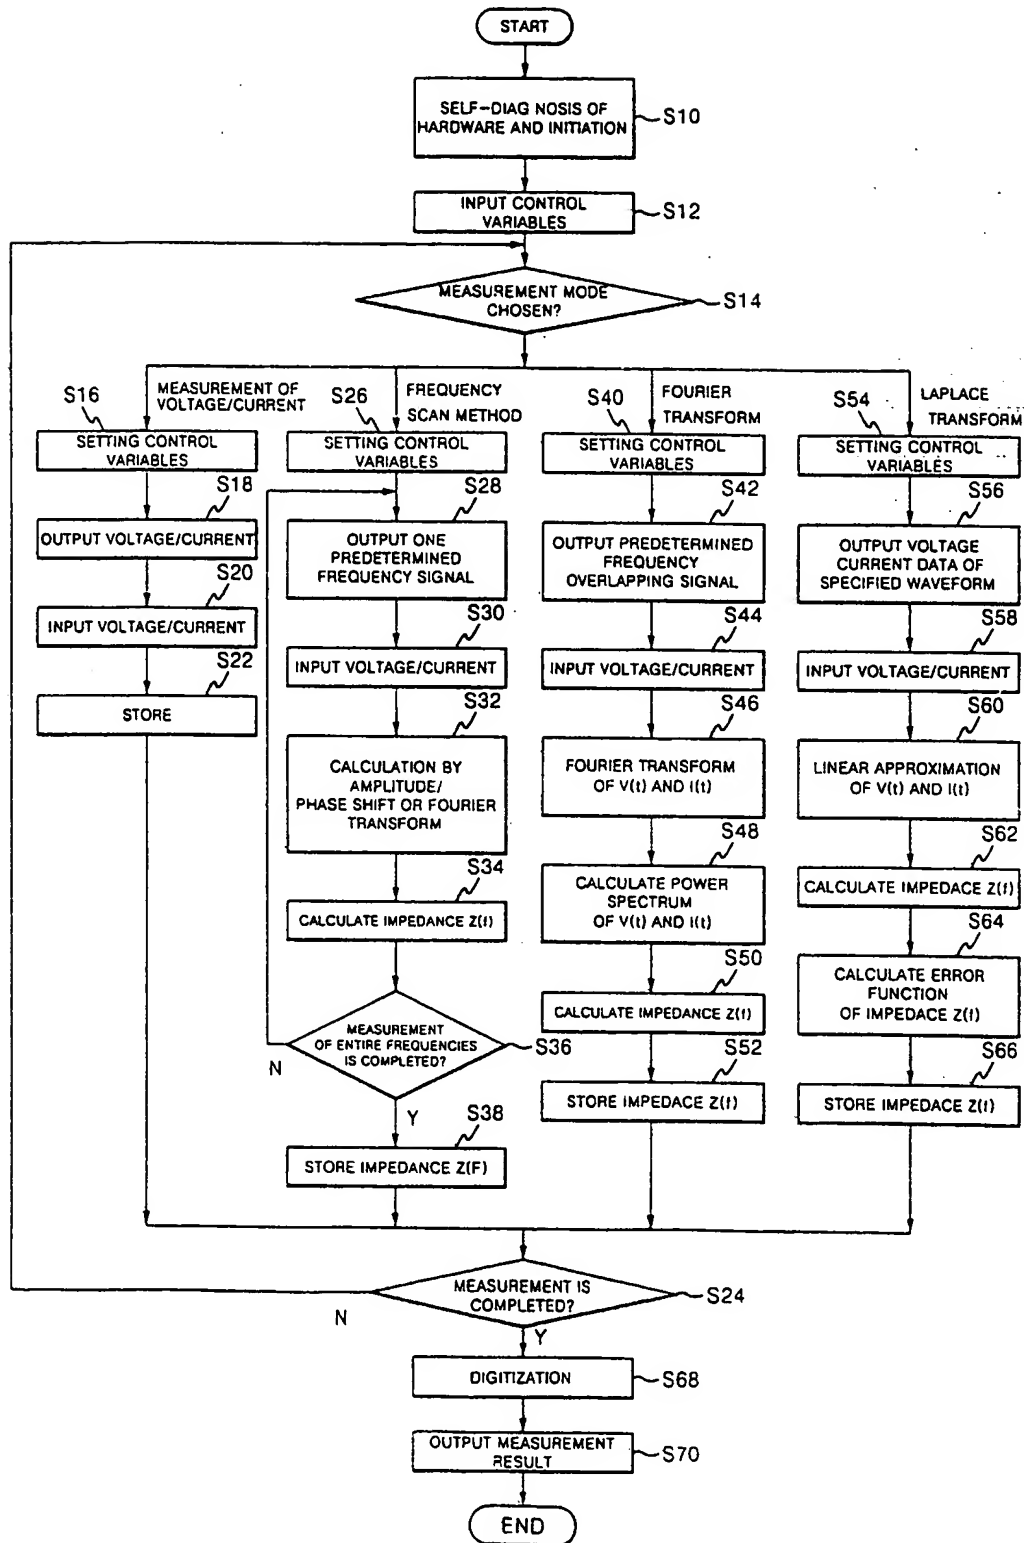 START
SELF-DIAG NOSIS OF
HARDWARE AND INITIATION
S10
INPUT CONTROL
VARIABLES
S12
MEASUREMENT MODE
CHOSEN?
S14
MEASUREMENT OF
VOLTAGE/CURRENT
S16
SETTING CONTROL
VARIABLES
S18
OUTPUT VOLTAGE/CURRENT
S20
INPUT VOLTAGE/CURRENT
S22
STORE
FREQUENCY
SCAN METHOD
S26
SETTING CONTROL
VARIABLES
S28
OUTPUT ONE
PREDETERMINED
FREQUENCY SIGNAL
S30
INPUT VOLTAGE/CURRENT
S32
CALCULATION BY
AMPLITUDE/
PHASE SHIFT OR FOURIER
TRANSFORM
S34
CALCULATE IMPEDANCE Z(f)
MEASUREMENT
OF ENTIRE FREQUENCIES
IS COMPLETED?
S36
N
Y
S38
STORE IMPEDANCE Z(F)
FOURIER
TRANSFORM
S40
SETTING CONTROL
VARIABLES
S42
OUTPUT PREDETERMINED
FREQUENCY
OVERLAPPING SIGNAL
S44
INPUT VOLTAGE/CURRENT
S46
FOURIER TRANSFORM
OF V(t) AND I(t)
S48
CALCULATE POWER
SPECTRUM
OF V(t) AND I(t)
S50
CALCULATE IMPEDANCE Z(f)
S52
STORE IMPEDACE Z(f)
LAPLACE
TRANSFORM
S54
SETTING CONTROL
VARIABLES
S56
OUTPUT VOLTAGE
CURRENT DATA OF
SPECIFIED WAVEFORM
S58
INPUT VOLTAGE/CURRENT
S60
LINEAR APPROXIMATION
OF V(t) AND I(t)
S62
CALCULATE IMPEDACE Z(f)
S64
CALCULATE ERROR
FUNCTION
OF IMPEDACE Z(f)
S66
STORE IMPEDACE Z(f)
MEASUREMENT IS
COMPLETED?
S24
N
Y
DIGITIZATION
S68
OUTPUT MEASUREMENT
RESULT
S70
END